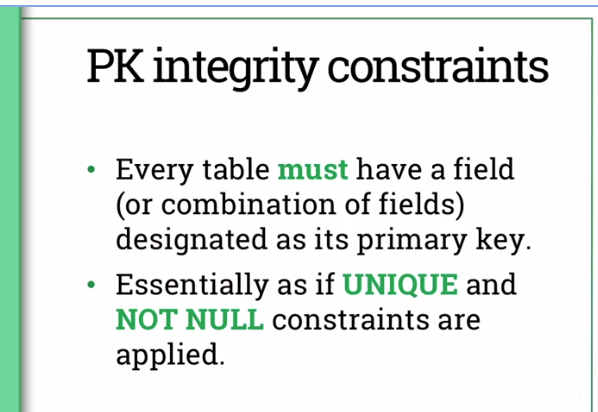 PK integrity constraints
• Every table must have a field
(or combination of fields)
designated as its primary key.
• Essentially as if UNIQUE and
NOT NULL constraints are
applied.